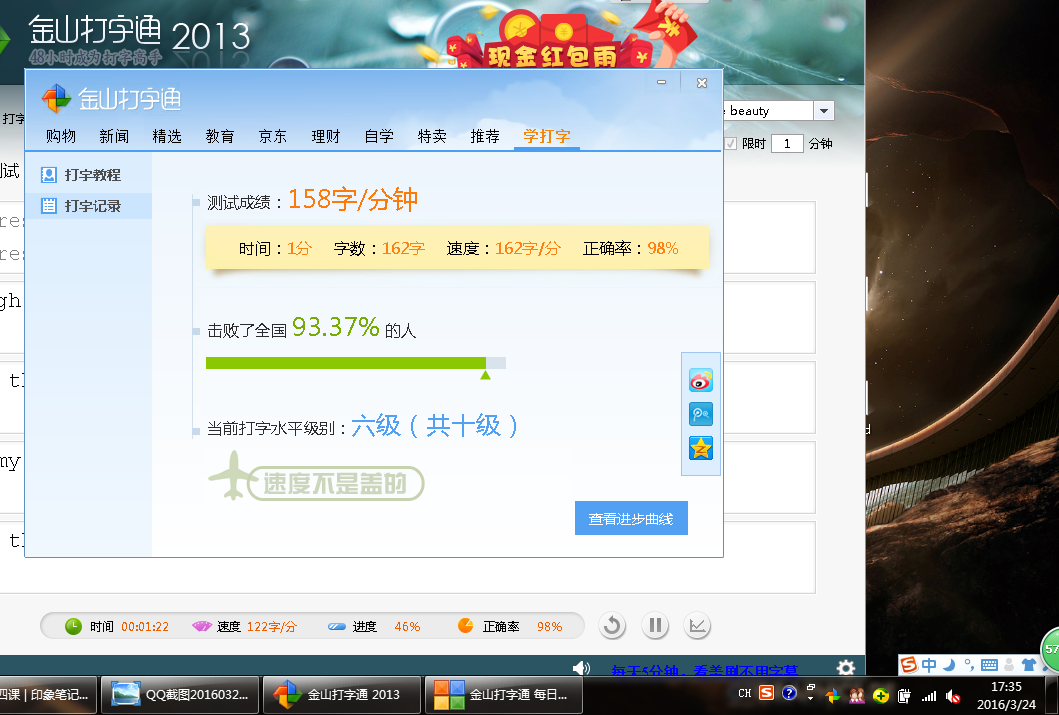 金山打字通 2013
48小时成为打字高手
现金红包雨
金山打字通
购物 新闻 精选 教育 京东 理财 自学 特卖 推荐 学打字
beauty
限时 1 分钟
打字教程
打字记录
测试成绩：158字/分钟
时间：1分 字数：162字 速度：162字/分 正确率：98%
击败了全国 93.37% 的人
当前打字水平级别：六级（共十级）
速度不是盖的
查看进步曲线
时间 00:01:22 速度 122字/分 进度 46% 正确率 98%
每天5分钟，看美剧不用字幕
四课 | 印象笔记... QQ截图2016032... 金山打字通 2013 金山打字通 每日...
中
CH
57
17:35
2016/3/24